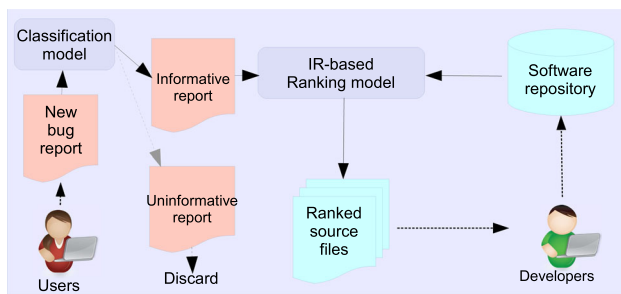 Classification
model
New
bug
report
Users
Informative
report
Uninformative
report
Discard
IR-based
Ranking model
Ranked
source
files
Software
repository
Developers